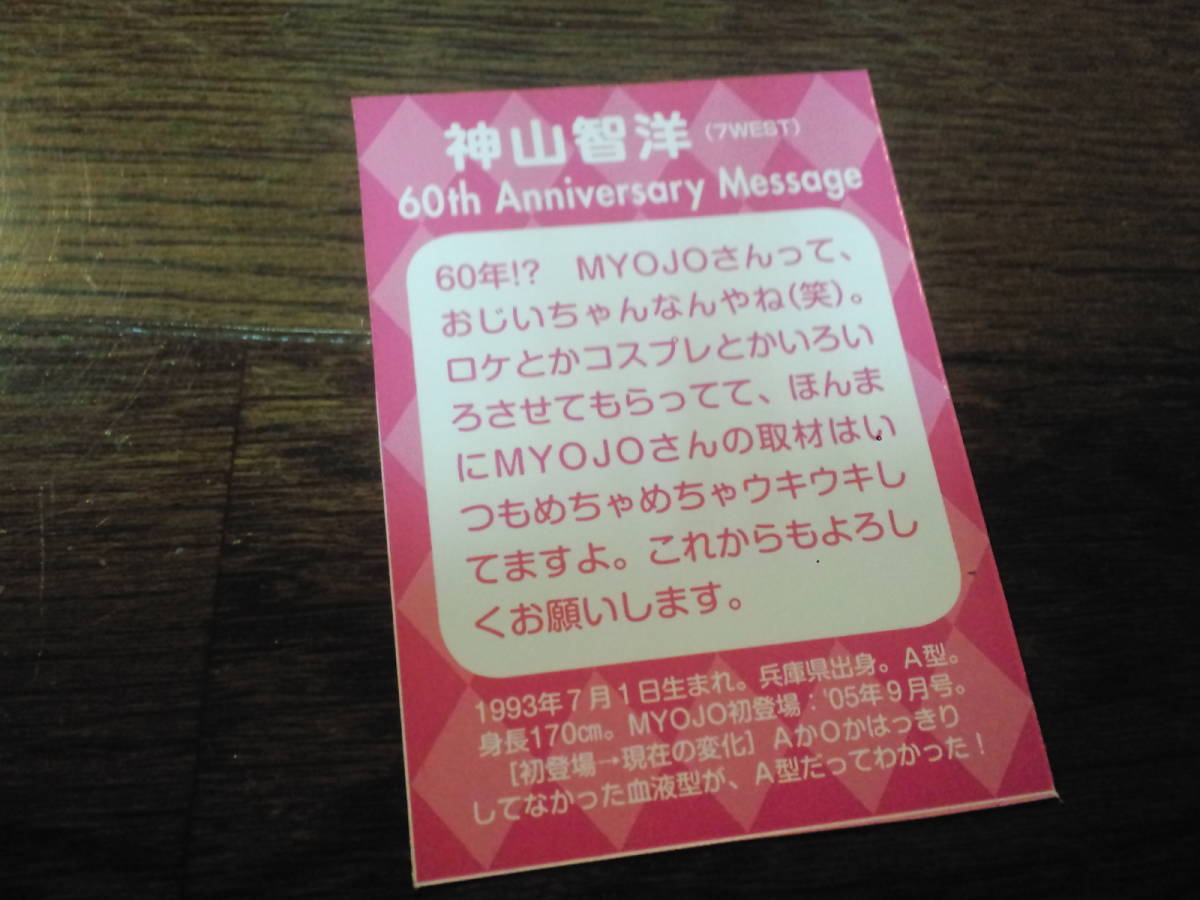 神山智洋（7WEST）
60th Anniversary Message
60年!?　MYOJOさんって、
おじいちゃんなんやね（笑）。
ロケとかコスプレとかいろい
ろさせてもらってて、ほんま
にMYOJOさんの取材はい
つもめちゃめちゃウキウキし
てますよ。これからもよろし
くお願いします。
1993年7月1日生まれ。兵庫県出身。A型。
身長170㎝。MYOJO初登場：'05年9月号。
［初登場→現在の変化］AかOかはっきり
してなかった血液型が、A型だってわかった！